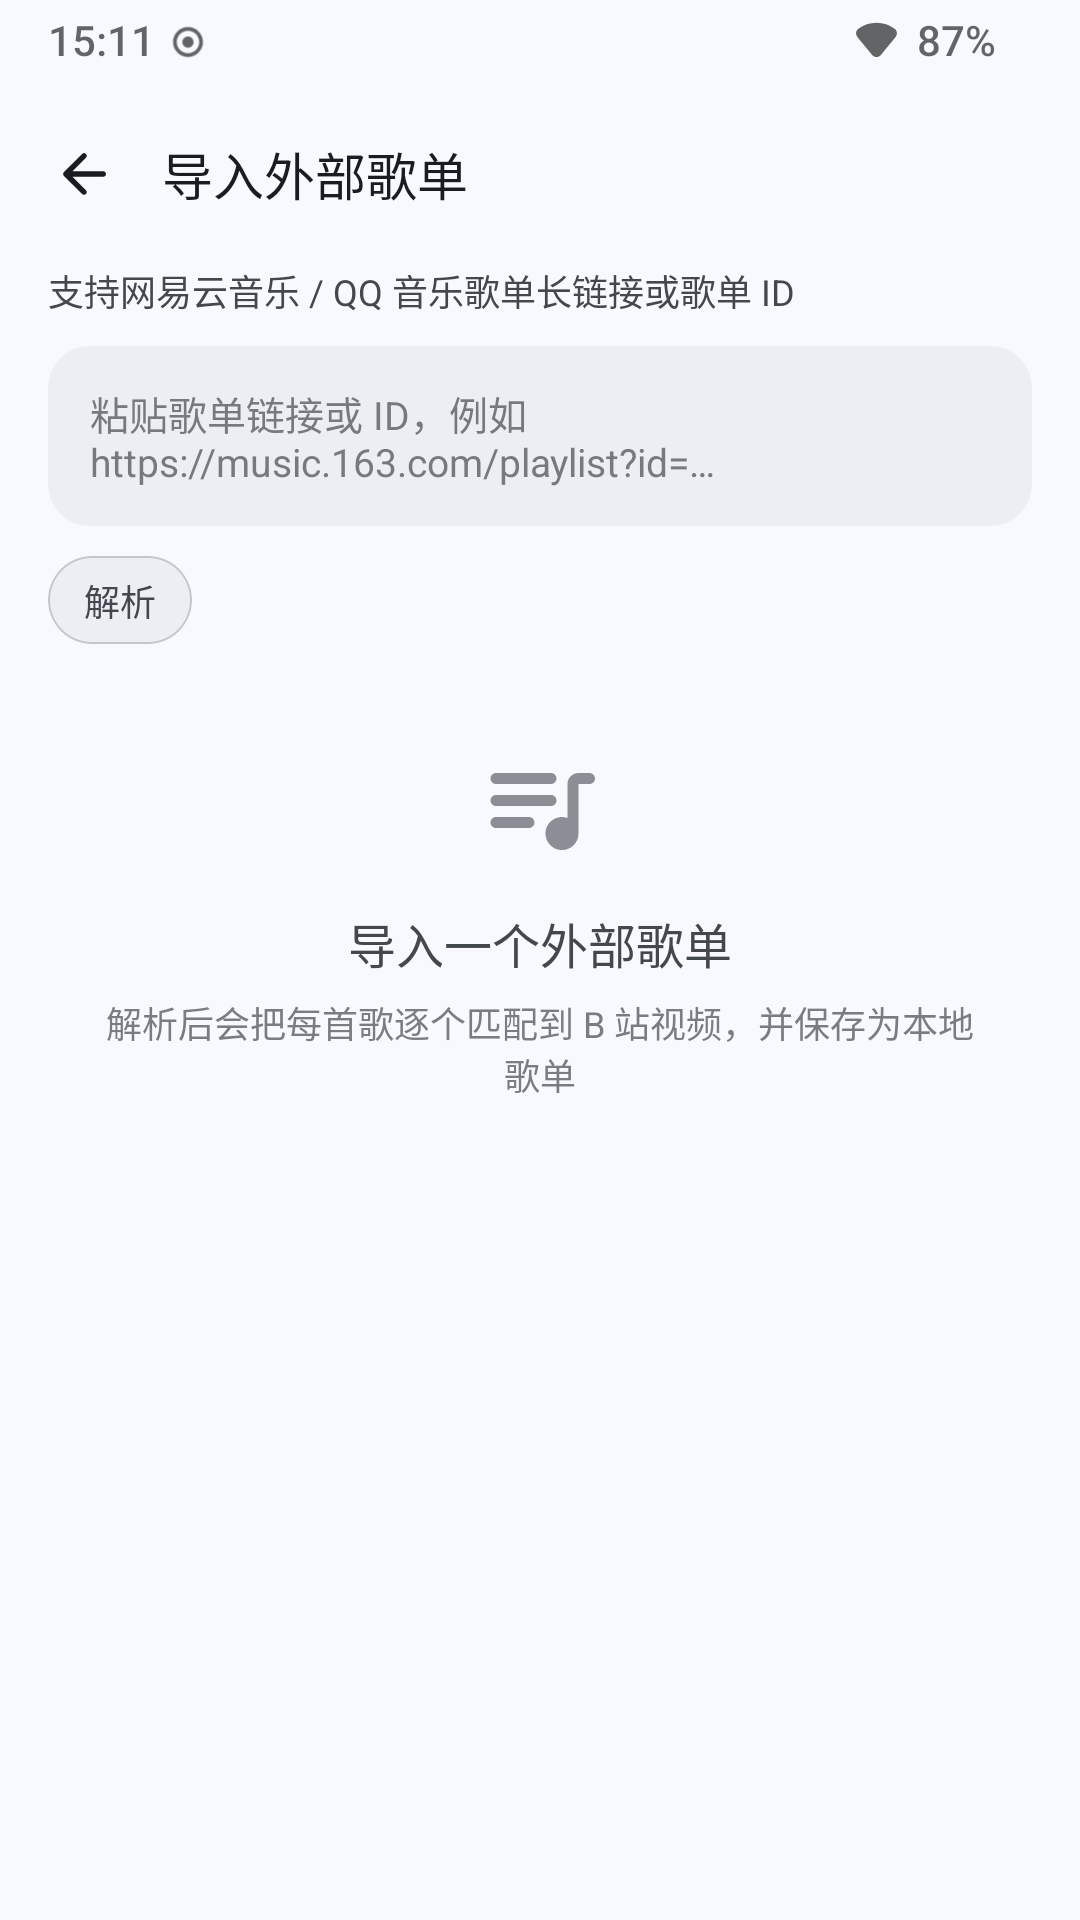 15:11
87%
导入外部歌单
支持网易云音乐 / QQ 音乐歌单长链接或歌单 ID
粘贴歌单链接或 ID，例如
https://music.163.com/playlist?id=…
解析
导入一个外部歌单
解析后会把每首歌逐个匹配到 B 站视频，并保存为本地
歌单